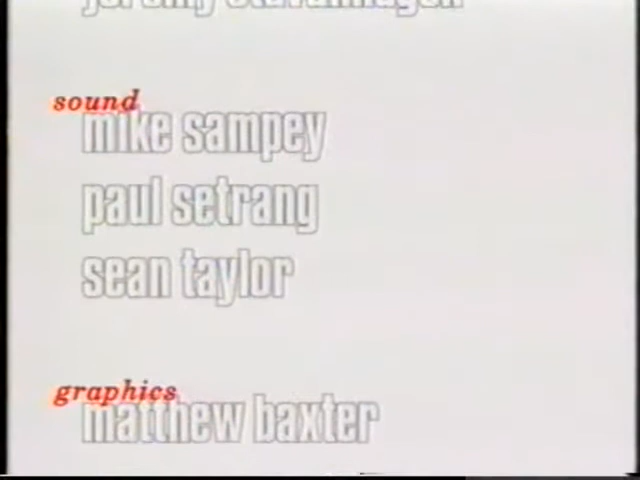 sound
mike sampey
paul setrang
sean taylor
graphics
matthew baxter